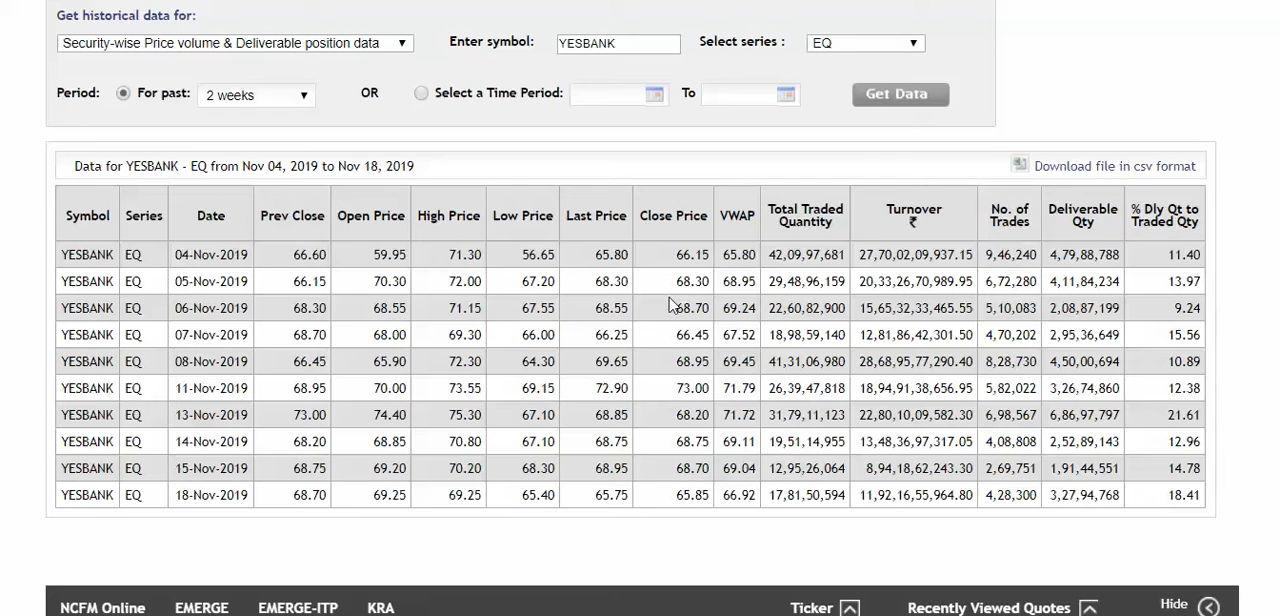 Get historical data for:
Security-wise Price volume & Deliverable position data Enter symbol: YESBANK Select series : EQ
Period: For past: 2 weeks OR Select a Time Period: To Get Data
Data for YESBANK - EQ from Nov 04, 2019 to Nov 18, 2019 Download file in csv format
Symbol Series Date Prev Close Open Price High Price Low Price Last Price Close Price VWAP Total Traded Quantity Turnover ₹ No. of Trades Deliverable Qty % Dly Qt to Traded Qty
YESBANK EQ 04-Nov-2019 66.60 59.95 71.30 56.65 65.80 66.15 65.80 42,09,97,681 27,70,02,09,937.15 9,46,240 4,79,88,788 11.40
YESBANK EQ 05-Nov-2019 66.15 70.30 72.00 67.20 68.30 68.30 68.95 29,48,96,159 20,33,26,70,989.95 6,72,280 4,11,84,234 13.97
YESBANK EQ 06-Nov-2019 68.30 68.55 71.15 67.55 68.55 68.70 69.24 22,60,82,900 15,65,32,33,465.55 5,10,083 2,08,87,199 9.24
YESBANK EQ 07-Nov-2019 68.70 68.00 69.30 66.00 66.25 66.45 67.52 18,98,59,140 12,81,86,42,301.50 4,70,202 2,95,36,649 15.56
YESBANK EQ 08-Nov-2019 66.45 65.90 72.30 64.30 69.65 68.95 69.45 41,31,06,980 28,68,95,77,290.40 8,28,730 4,50,00,694 10.89
YESBANK EQ 11-Nov-2019 68.95 70.00 73.55 69.15 72.90 73.00 71.79 26,39,47,818 18,94,91,38,656.95 5,82,022 3,26,74,860 12.38
YESBANK EQ 13-Nov-2019 73.00 74.40 75.30 67.10 68.85 68.20 71.72 31,79,11,123 22,80,10,09,582.30 6,98,567 6,86,97,797 21.61
YESBANK EQ 14-Nov-2019 68.20 68.85 70.80 67.10 68.75 68.75 69.11 19,51,14,955 13,48,36,97,317.05 4,08,808 2,52,89,143 12.96
YESBANK EQ 15-Nov-2019 68.75 69.20 70.20 68.30 68.95 68.70 69.04 12,95,26,064 8,94,18,62,243.30 2,69,751 1,91,44,551 14.78
YESBANK EQ 18-Nov-2019 68.70 69.25 69.25 65.40 65.75 65.85 66.92 17,81,50,594 11,92,16,55,964.80 4,28,300 3,27,94,768 18.41
NCFM Online EMERGE EMERGE-ITP KRA Ticker Recently Viewed Quotes Hide